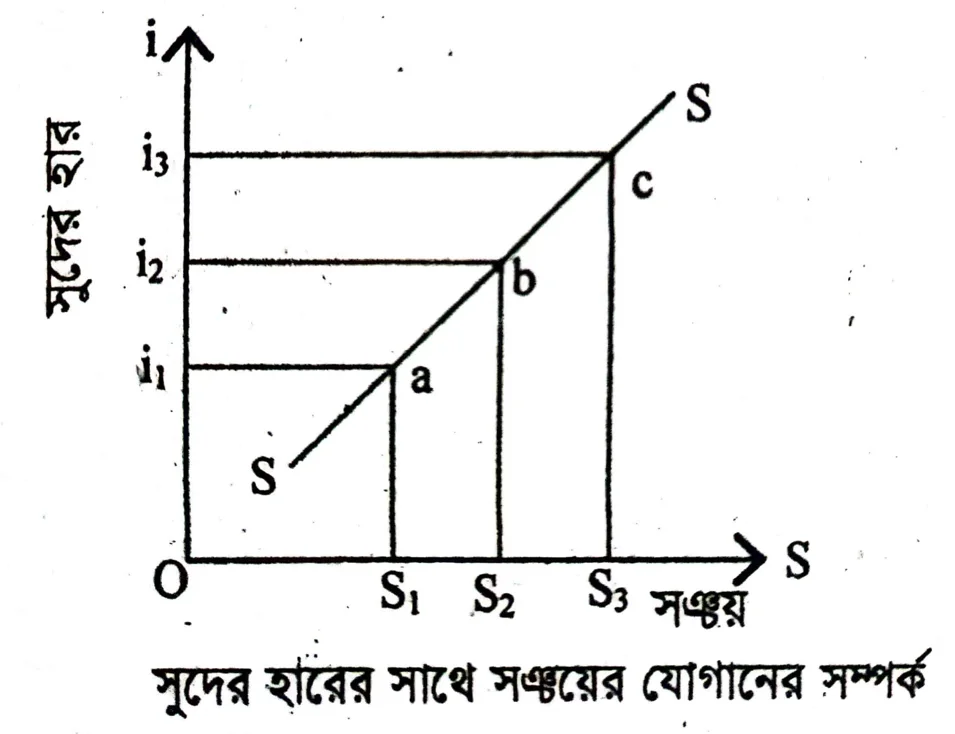 i
সুদের হার
S
i₃
c
i₂
b
i₁
a
S
O
S₁ S₂ S₃ সঞ্চয় S
সুদের হারের সাথে সঞ্চয়ের যোগানের সম্পর্ক